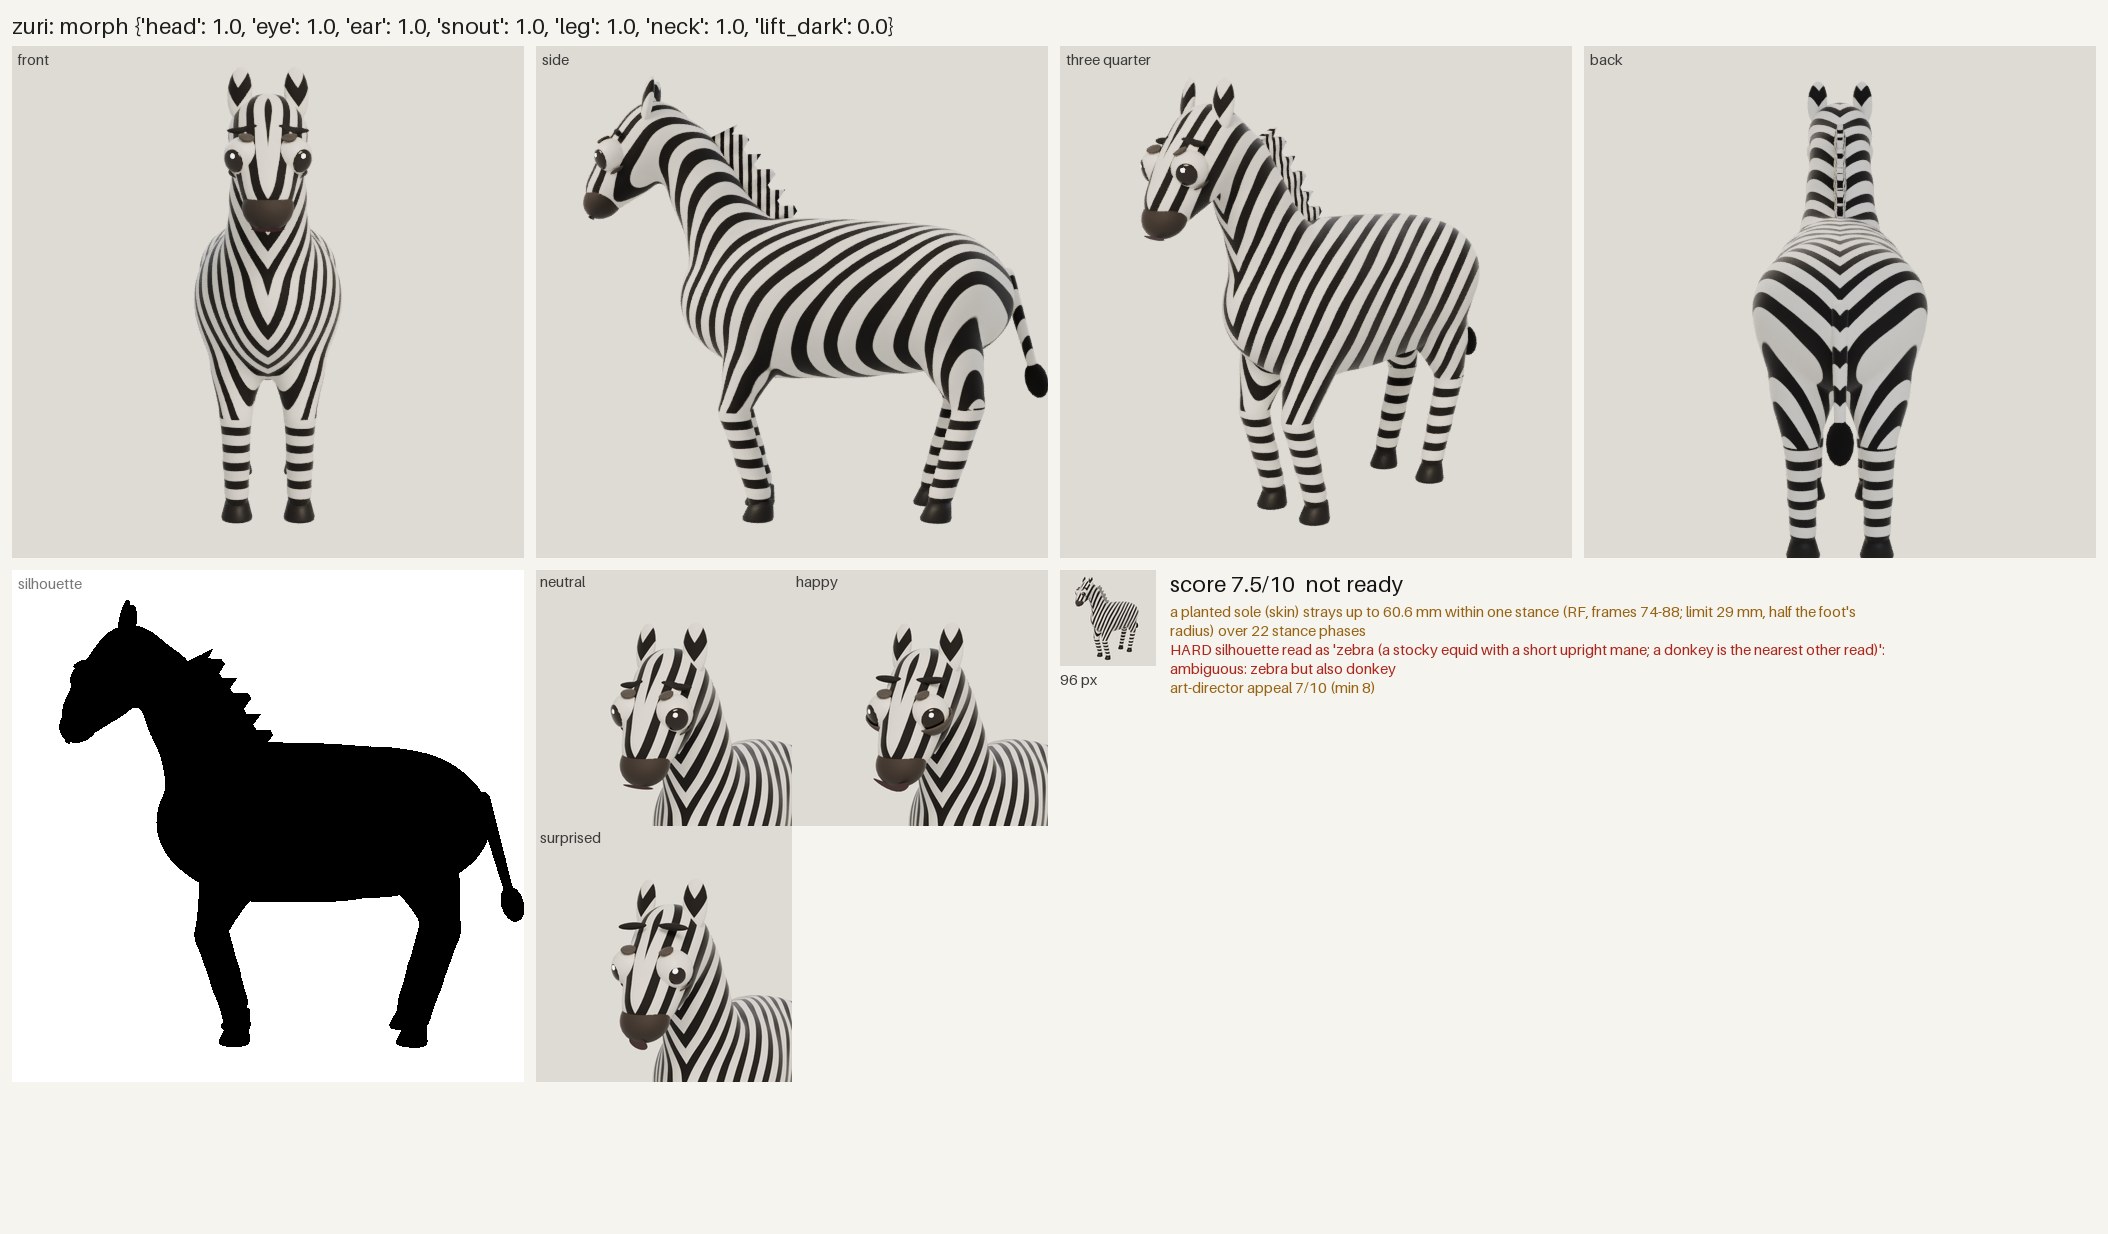 zuri: morph {'head': 1.0, 'eye': 1.0, 'ear': 1.0, 'snout': 1.0, 'leg': 1.0, 'neck': 1.0, 'lift_dark': 0.0}
front
side
three quarter
back
silhouette
neutral
happy
surprised
96 px
score 7.5/10  not ready
a planted sole (skin) strays up to 60.6 mm within one stance (RF, frames 74-88; limit 29 mm, half the foot's
radius) over 22 stance phases
HARD silhouette read as 'zebra (a stocky equid with a short upright mane; a donkey is the nearest other read)':
ambiguous: zebra but also donkey
art-director appeal 7/10 (min 8)